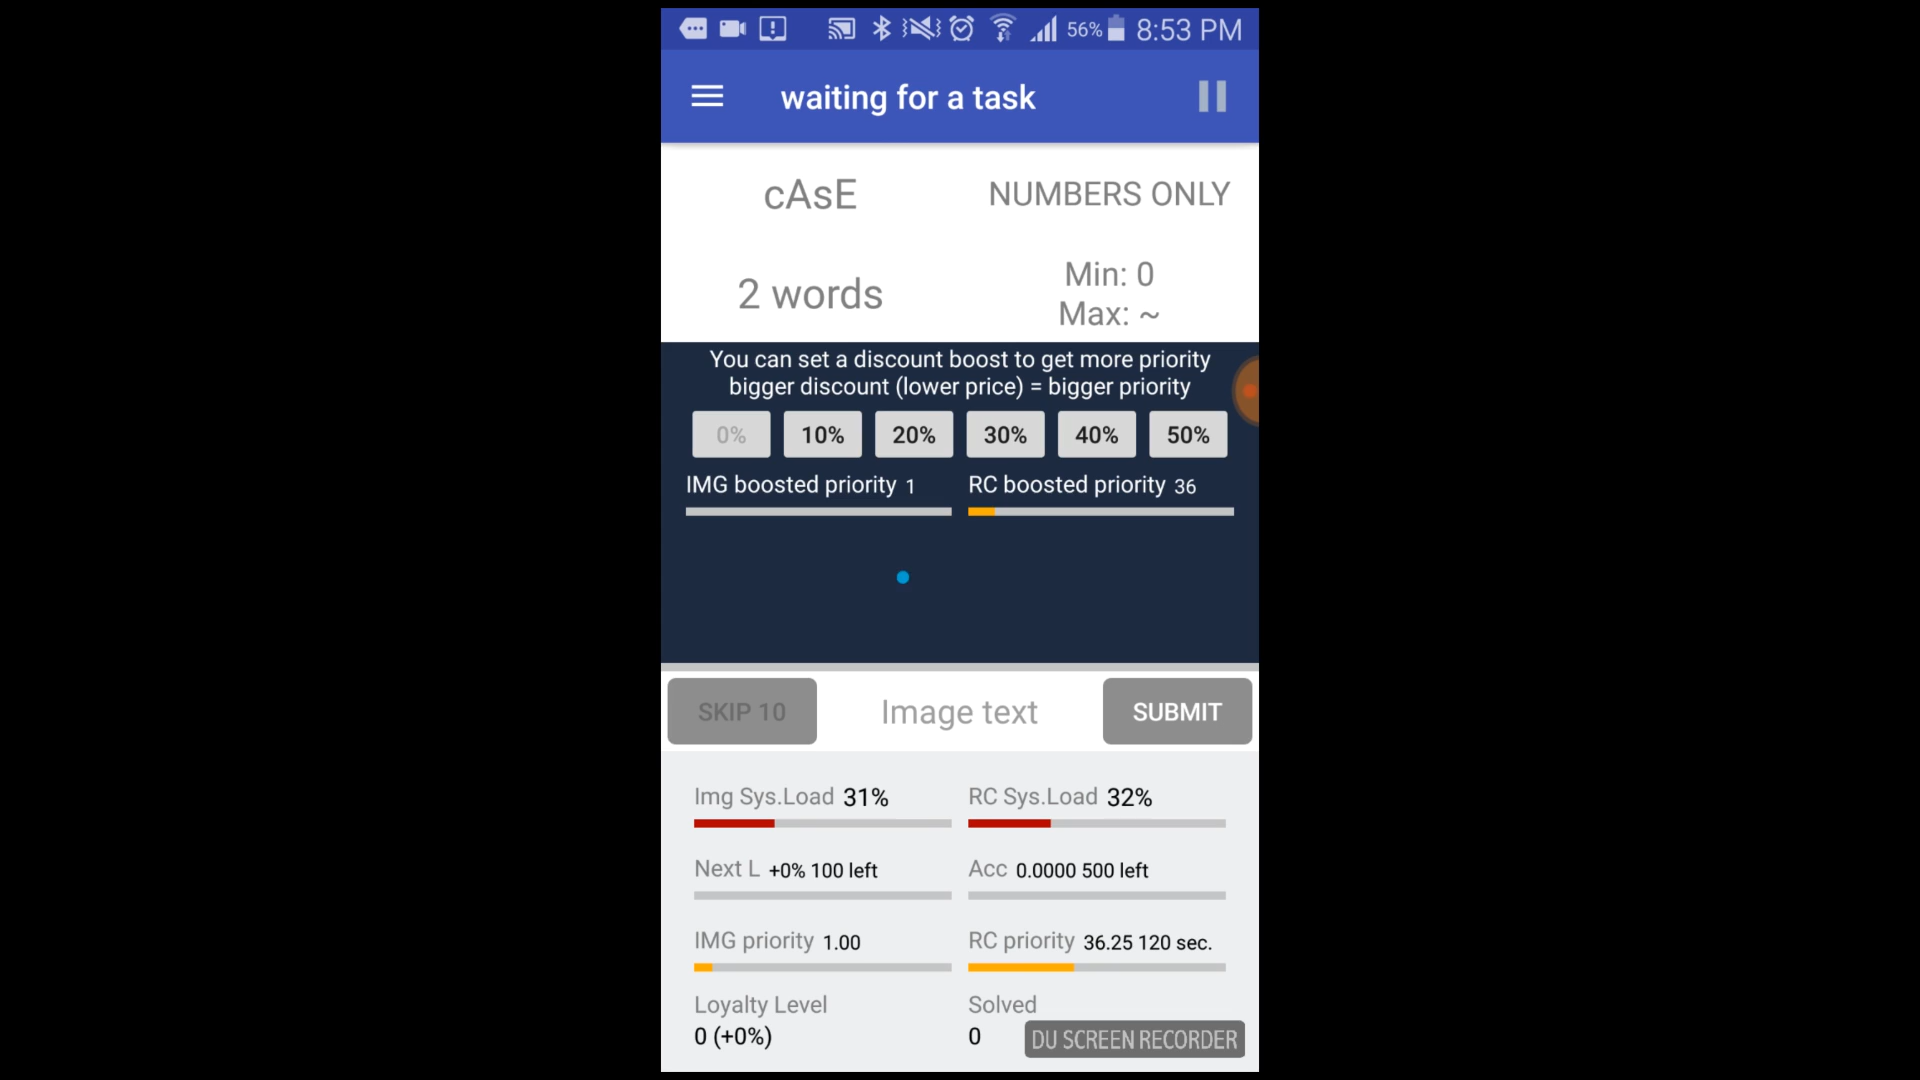 56% 8:53 PM
waiting for a task
cAsE NUMBERS ONLY
2 words
Min: 0
Max: ~
You can set a discount boost to get more priority
bigger discount (lower price) = bigger priority
0% 10% 20% 30% 40% 50%
IMG boosted priority 1 RC boosted priority 36
SKIP 10 Image text SUBMIT
Img Sys.Load 31% RC Sys.Load 32%
Next L +0% 100 left Acc 0.0000 500 left
IMG priority 1.00 RC priority 36.25 120 sec.
Loyalty Level Solved
0 (+0%) 0
DU SCREEN RECORDER